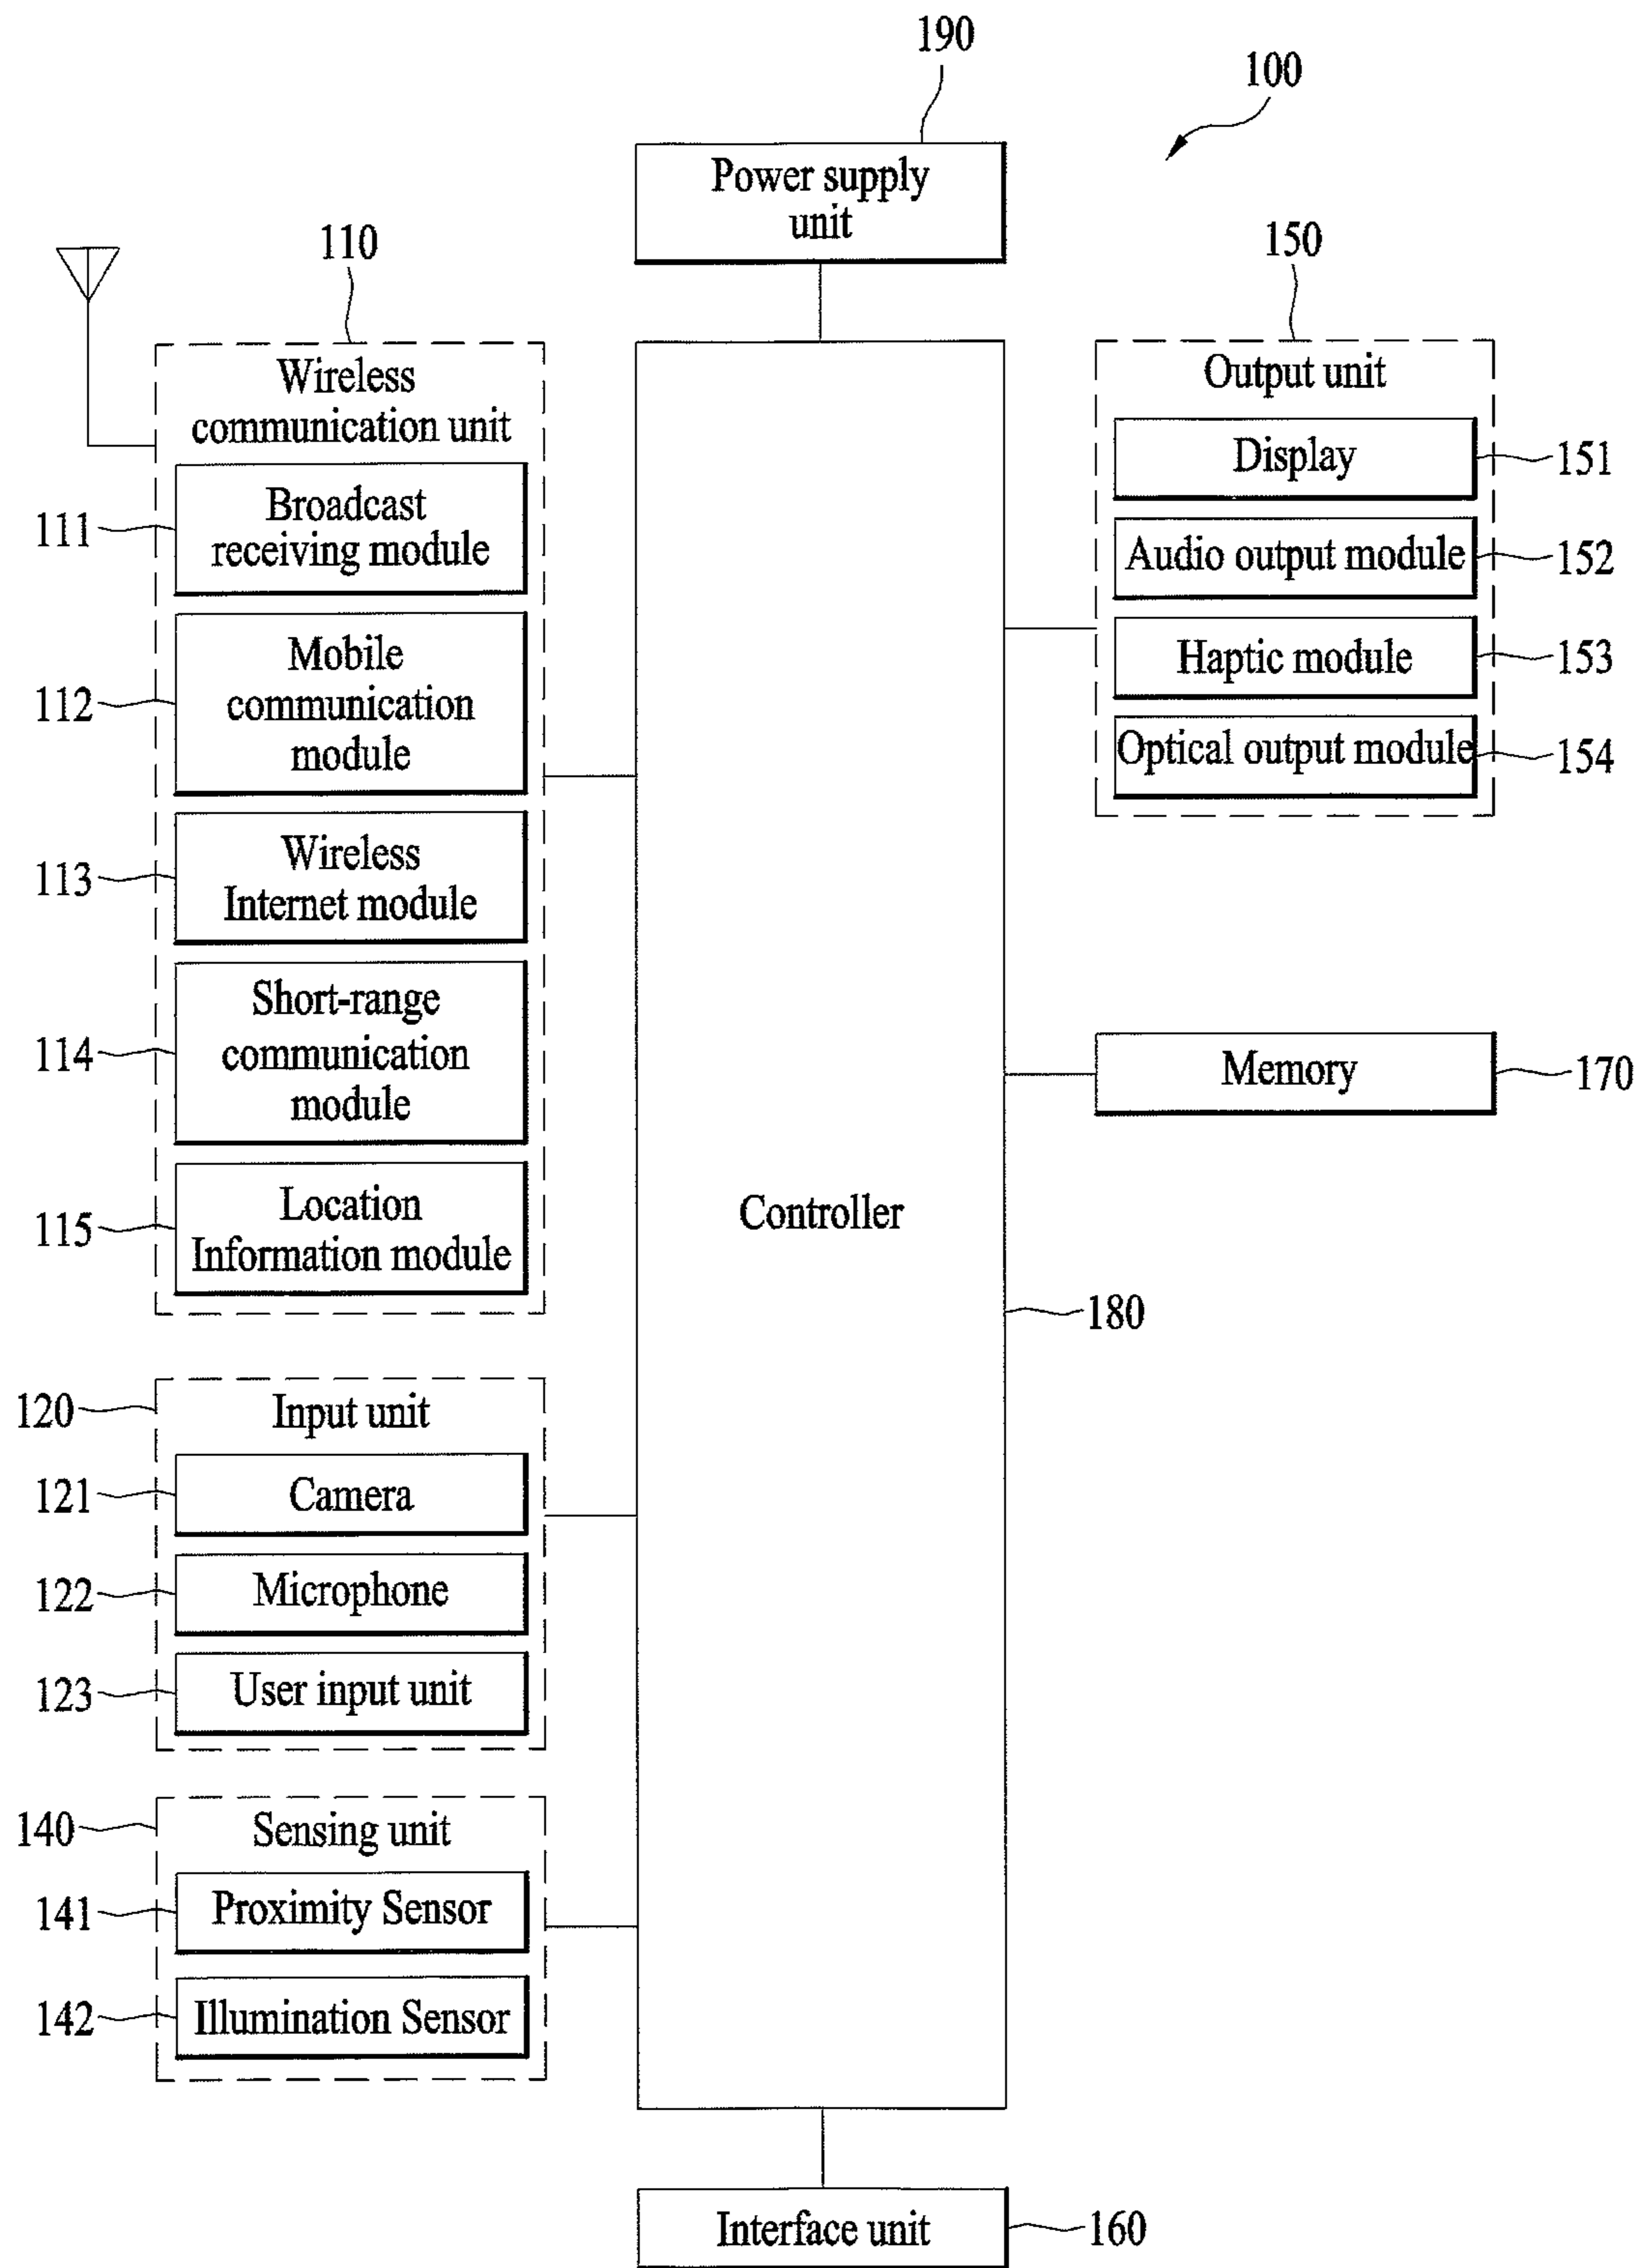 190
100
Power supply
unit
110
150
Wireless
communication unit
111
Broadcast
receiving module
112
Mobile
communication
module
113
Wireless
Internet module
114
Short-range
communication
module
115
Location
Information module
Output unit
Display
151
Audio output module
152
Haptic module
153
Optical output module
154
Memory
170
Controller
180
120
Input unit
121
Camera
122
Microphone
123
User input unit
140
Sensing unit
141
Proximity Sensor
142
Illumination Sensor
Interface unit
160